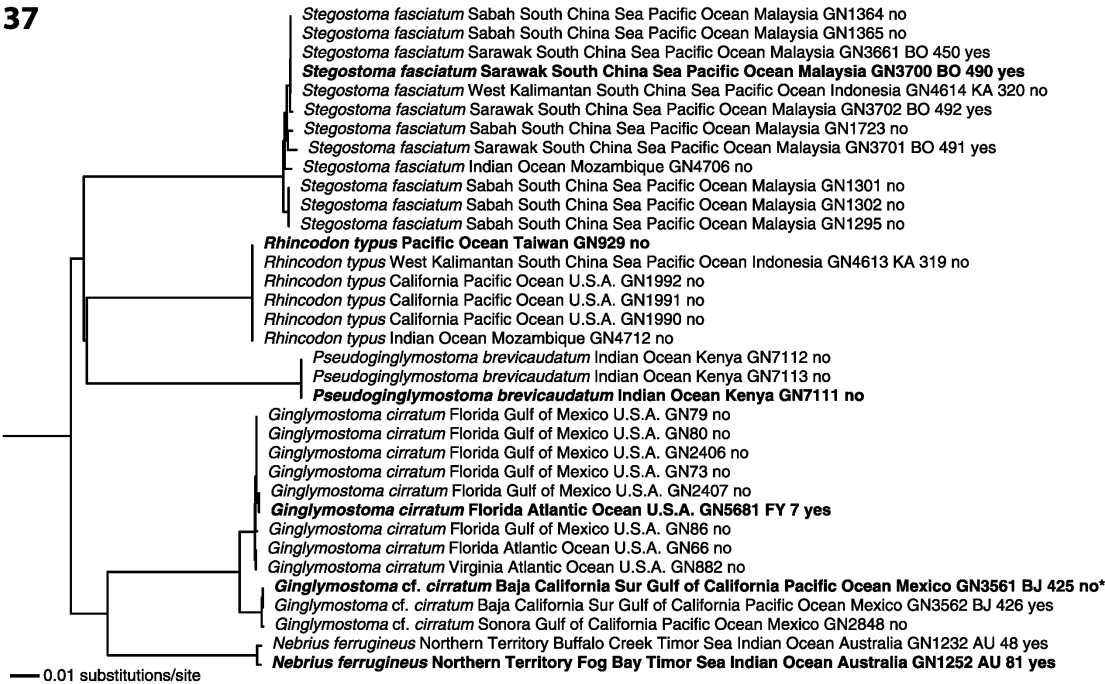 37
Stegostoma fasciatum Sabah South China Sea Pacific Ocean Malaysia GN1364 no
Stegostoma fasciatum Sabah South China Sea Pacific Ocean Malaysia GN1365 no
Stegostoma fasciatum Sarawak South China Sea Pacific Ocean Malaysia GN3661 BO 450 yes
Stegostoma fasciatum Sarawak South China Sea Pacific Ocean Malaysia GN3700 BO 490 yes
Stegostoma fasciatum West Kalimantan South China Sea Pacific Ocean Indonesia GN4614 KA 320 no
Stegostoma fasciatum Sarawak South China Sea Pacific Ocean Malaysia GN3702 BO 492 yes
Stegostoma fasciatum Sabah South China Sea Pacific Ocean Malaysia GN1723 no
Stegostoma fasciatum Sarawak South China Sea Pacific Ocean Malaysia GN3701 BO 491 yes
Stegostoma fasciatum Indian Ocean Mozambique GN4706 no
Stegostoma fasciatum Sabah South China Sea Pacific Ocean Malaysia GN1301 no
Stegostoma fasciatum Sabah South China Sea Pacific Ocean Malaysia GN1302 no
Stegostoma fasciatum Sabah South China Sea Pacific Ocean Malaysia GN1295 no
Rhincodon typus Pacific Ocean Taiwan GN929 no
Rhincodon typus West Kalimantan South China Sea Pacific Ocean Indonesia GN4613 KA 319 no
Rhincodon typus California Pacific Ocean U.S.A. GN1992 no
Rhincodon typus California Pacific Ocean U.S.A. GN1991 no
Rhincodon typus California Pacific Ocean U.S.A. GN1990 no
Rhincodon typus Indian Ocean Mozambique GN4712 no
Pseudoginglymostoma brevicaudatum Indian Ocean Kenya GN7112 no
Pseudoginglymostoma brevicaudatum Indian Ocean Kenya GN7113 no
Pseudoginglymostoma brevicaudatum Indian Ocean Kenya GN7111 no
Ginglymostoma cirratum Florida Gulf of Mexico U.S.A. GN79 no
Ginglymostoma cirratum Florida Gulf of Mexico U.S.A. GN80 no
Ginglymostoma cirratum Florida Gulf of Mexico U.S.A. GN2406 no
Ginglymostoma cirratum Florida Gulf of Mexico U.S.A. GN73 no
Ginglymostoma cirratum Florida Gulf of Mexico U.S.A. GN2407 no
Ginglymostoma cirratum Florida Atlantic Ocean U.S.A. GN5681 FY 7 yes
Ginglymostoma cirratum Florida Gulf of Mexico U.S.A. GN86 no
Ginglymostoma cirratum Florida Atlantic Ocean U.S.A. GN66 no
Ginglymostoma cirratum Virginia Atlantic Ocean U.S.A. GN882 no
Ginglymostoma cf. cirratum Baja California Sur Gulf of California Pacific Ocean Mexico GN3561 BJ 425 no*
Ginglymostoma cf. cirratum Baja California Sur Gulf of California Pacific Ocean Mexico GN3562 BJ 426 yes
Ginglymostoma cf. cirratum Sonora Gulf of California Pacific Ocean Mexico GN2848 no
Nebrius ferrugineus Northern Territory Buffalo Creek Timor Sea Indian Ocean Australia GN1232 AU 48 yes
Nebrius ferrugineus Northern Territory Fog Bay Timor Sea Indian Ocean Australia GN1252 AU 81 yes
0.01 substitutions/site